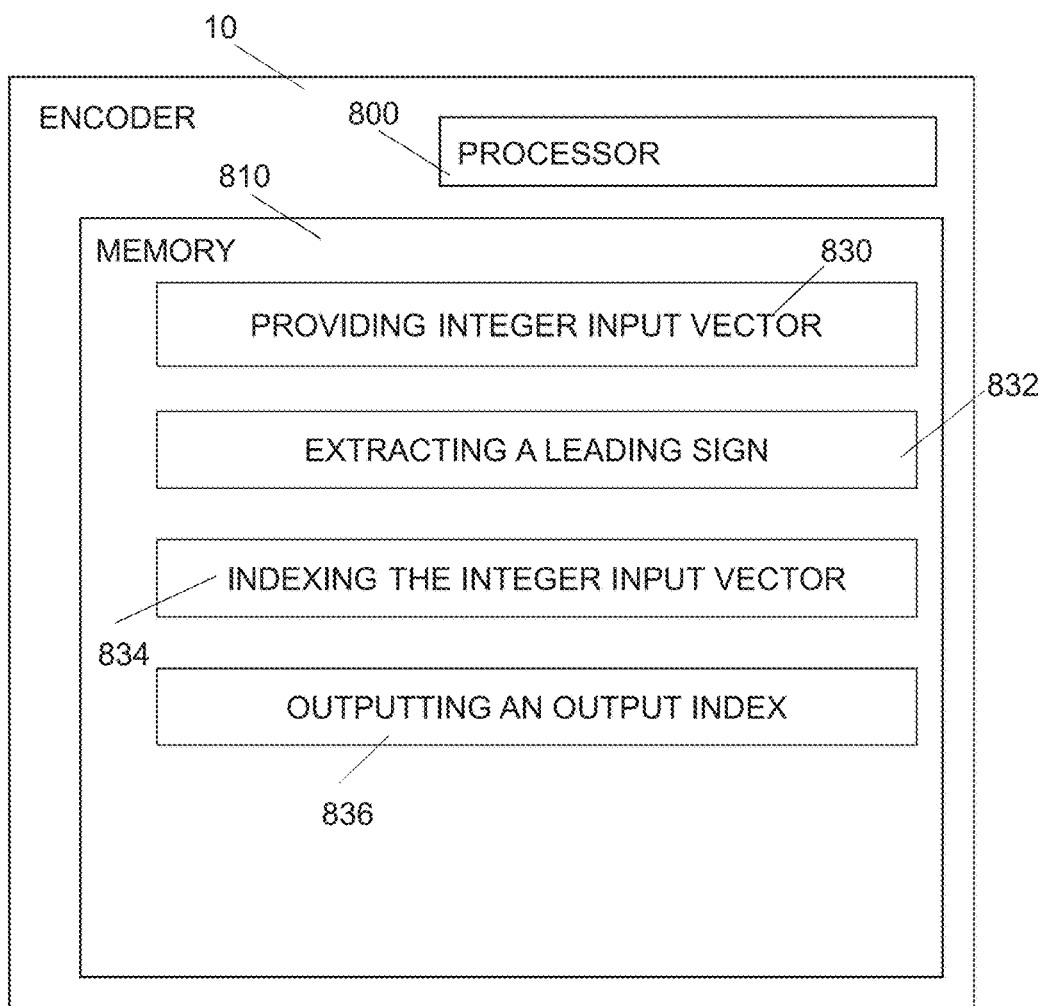 10
ENCODER
800
PROCESSOR
810
MEMORY
830
PROVIDING INTEGER INPUT VECTOR
832
EXTRACTING A LEADING SIGN
INDEXING THE INTEGER INPUT VECTOR
834
OUTPUTTING AN OUTPUT INDEX
836